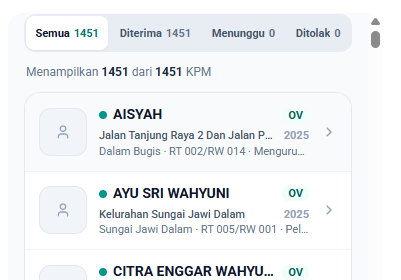 Semua 1451 Diterima 1451 Menunggu 0 Ditolak 0
Menampilkan 1451 dari 1451 KPM
AISYAH OV
Jalan Tanjung Raya 2 Dan Jalan P... 2025
Dalam Bugis · RT 002/RW 014 · Menguru...
AYU SRI WAHYUNI OV
Kelurahan Sungai Jawi Dalam 2025
Sungai Jawi Dalam · RT 005/RW 001 · Pel...
CITRA ENGGAR WAHYU... OV